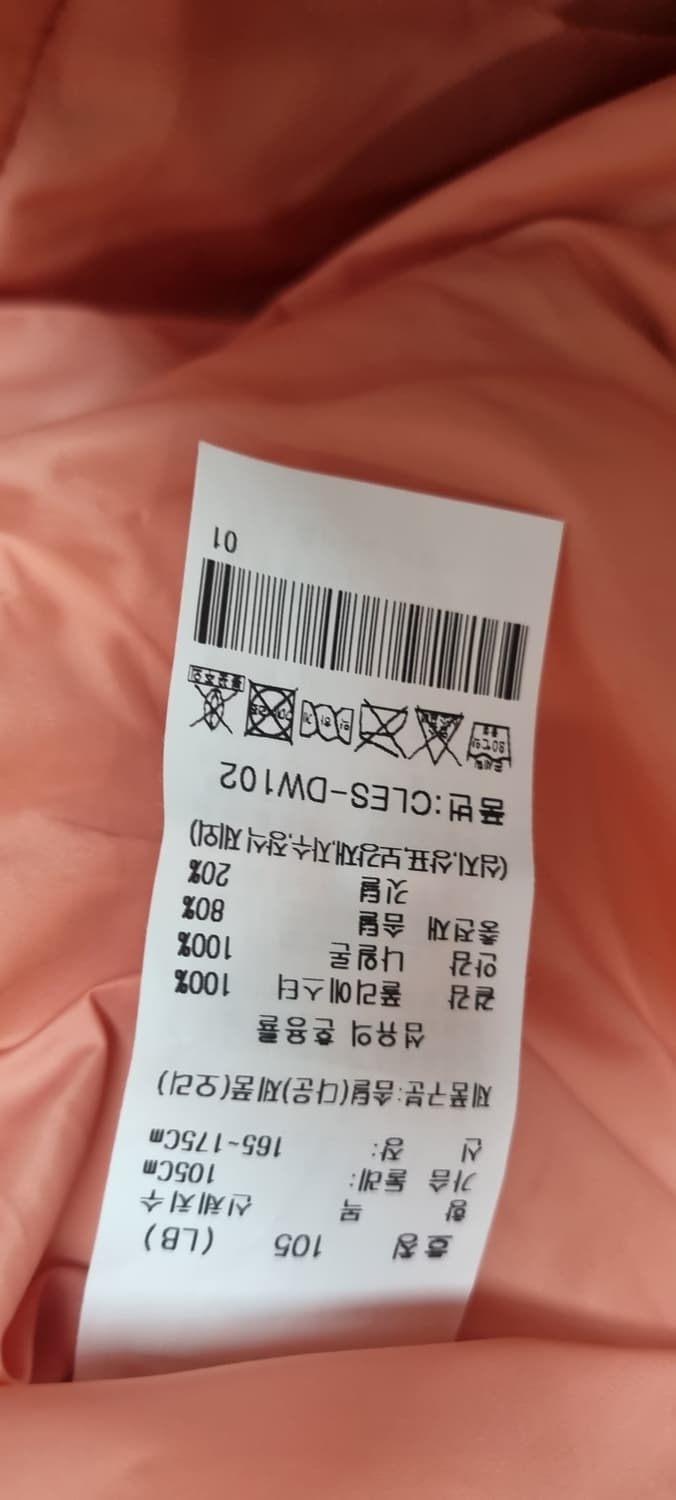 호 칭 105 (LB)
항 목 신체치수
가슴 둘레: 105Cm
신 장: 165~175Cm
제품구분:솜털(다운)제품(오리)
섬유의 혼용률
겉감 폴리에스터 100%
안감 나일론 100%
충전재 솜털 80%
깃털 20%
(심지,상표,보강재,자수,장식 제외)
품번:CLES-DW102
01